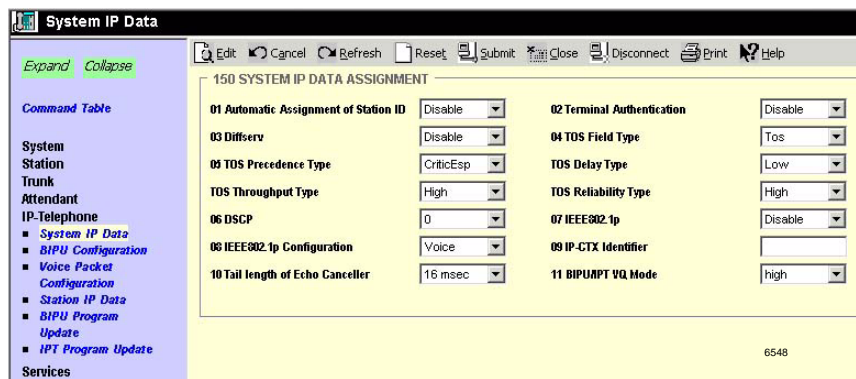 System IP Data
Expand Collapse
Command Table
System
Station
Trunk
Attendant
IP-Telephone
System IP Data
BIPU Configuration
Voice Packet
Configuration
Station IP Data
BIPU Program
Update
IPT Program Update
Services
Edit Cancel Refresh Reset Submit Close Disconnect Print Help
150 SYSTEM IP DATA ASSIGNMENT
01 Automatic Assignment of Station ID Disable 02 Terminal Authentication Disable
03 Diffserv Disable 04 TOS Field Type Tos
05 TOS Precedence Type CriticEsp TOS Delay Type Low
TOS Throughput Type High TOS Reliability Type High
06 DSCP 0 07 IEEE802.1p Disable
08 IEEE802.1p Configuration Voice 09 IP-CTX Identifier
10 Tail length of Echo Canceller 16 msec 11 BIPU/IPT VQ Mode high
6548